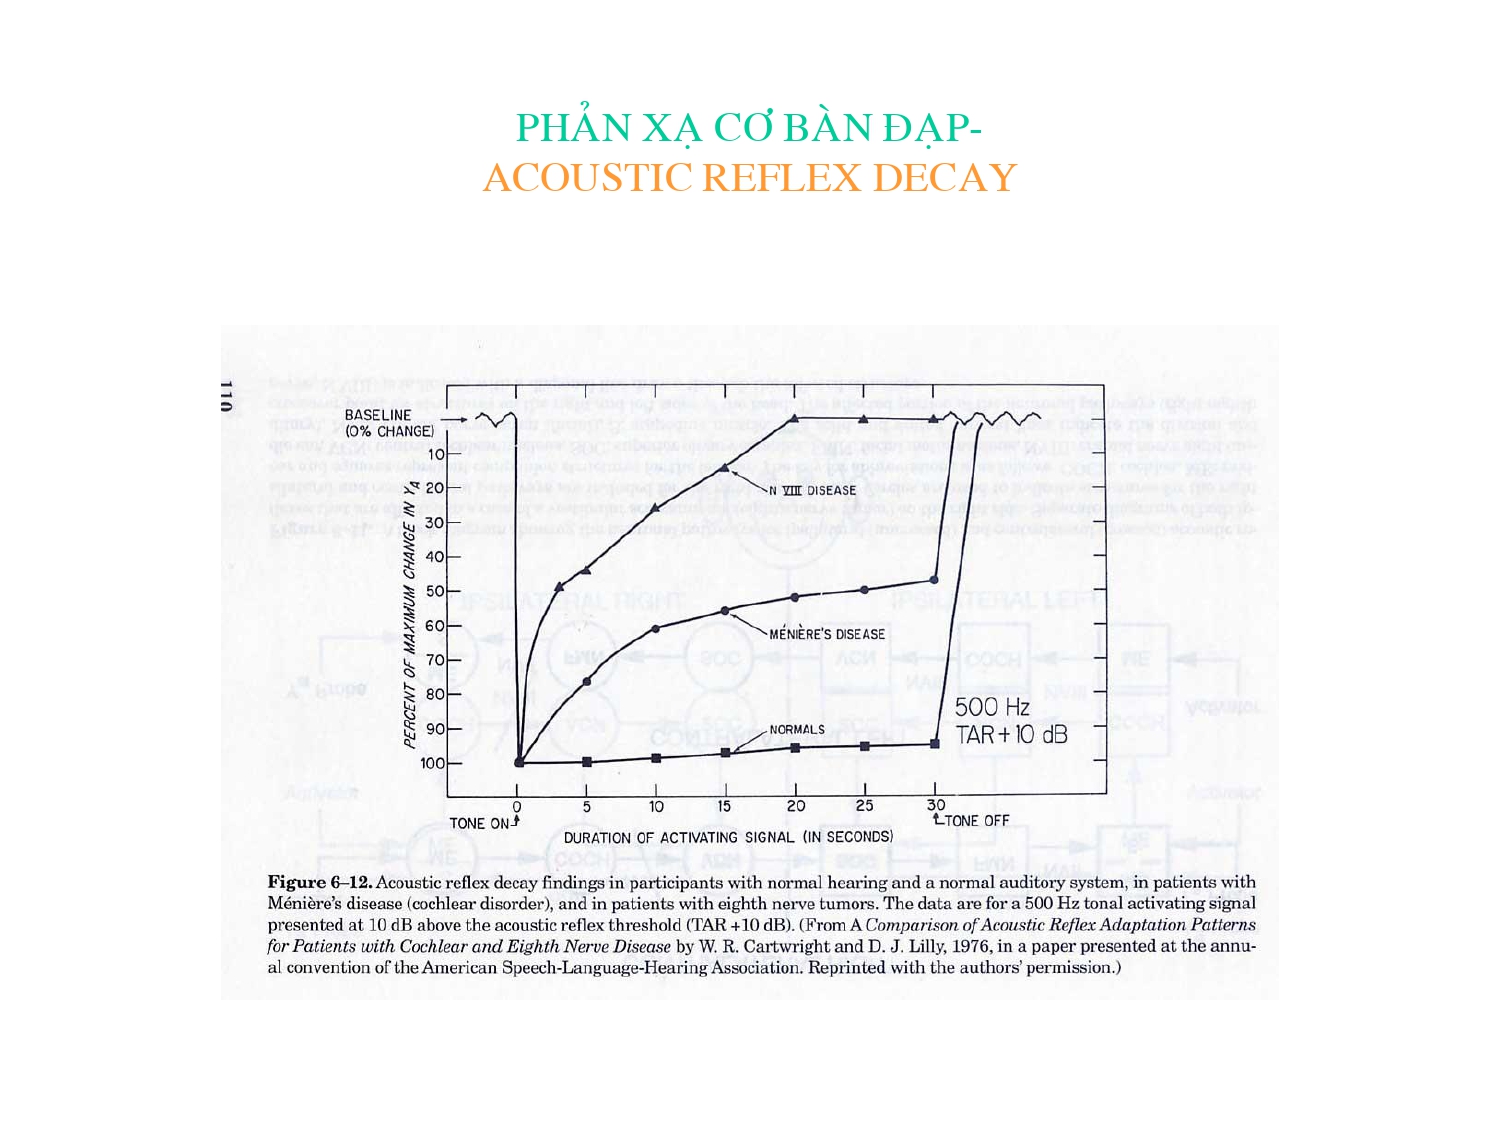 PHẢN XẠ CƠ BÀN ĐẠP-
ACOUSTIC REFLEX DECAY
110
BASELINE
(0% CHANGE)
10
20
30
40
50
60
70
80
90
100
PERCENT OF MAXIMUM CHANGE IN YA
N VIII DISEASE
MÉNIÈRE'S DISEASE
NORMALS
500 Hz
TAR+10 dB
0 5 10 15 20 25 30
TONE ON
TONE OFF
DURATION OF ACTIVATING SIGNAL (IN SECONDS)
Figure 6–12. Acoustic reflex decay findings in participants with normal hearing and a normal auditory system, in patients with
Ménière's disease (cochlear disorder), and in patients with eighth nerve tumors. The data are for a 500 Hz tonal activating signal
presented at 10 dB above the acoustic reflex threshold (TAR +10 dB). (From A Comparison of Acoustic Reflex Adaptation Patterns
for Patients with Cochlear and Eighth Nerve Disease by W. R. Cartwright and D. J. Lilly, 1976, in a paper presented at the annu-
al convention of the American Speech-Language-Hearing Association. Reprinted with the authors' permission.)